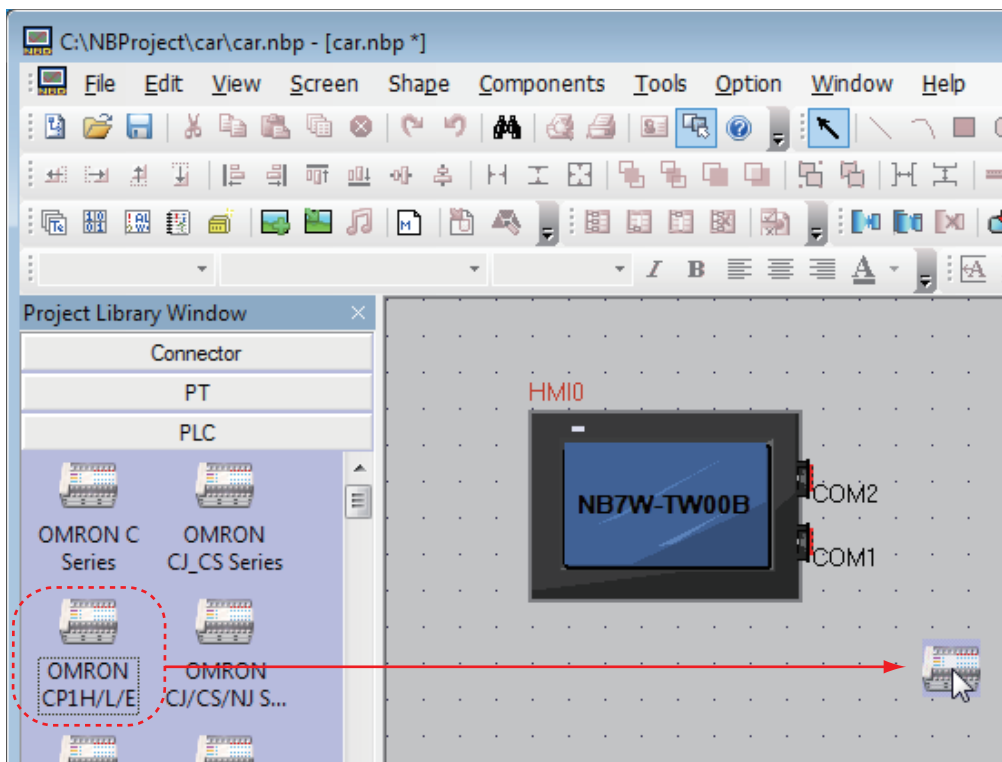 C:\NBProject\car\car.nbp - [car.nbp *]
File Edit View Screen Shape Components Tools Option Window Help
Project Library Window
Connector
PT
PLC
OMRON C
Series
OMRON
CJ_CS Series
OMRON
CP1H/L/E
OMRON
CJ/CS/NJ S...
HMI0
NB7W-TW00B
COM2
COM1